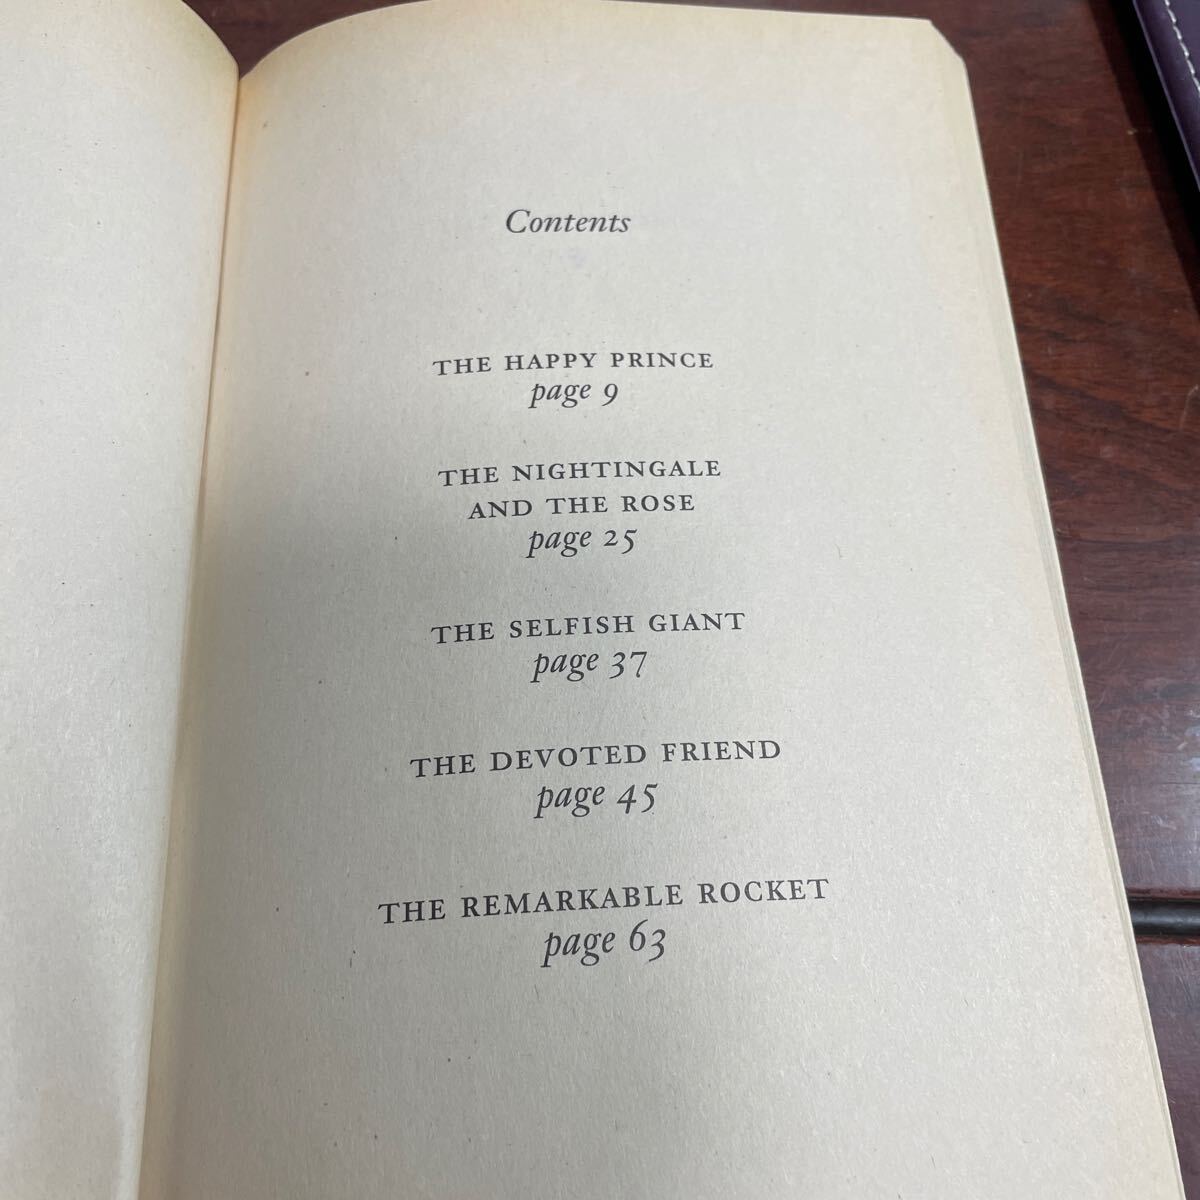 Contents
THE HAPPY PRINCE
page 9
THE NIGHTINGALE
AND THE ROSE
page 25
THE SELFISH GIANT
page 37
THE DEVOTED FRIEND
page 45
THE REMARKABLE ROCKET
page 63